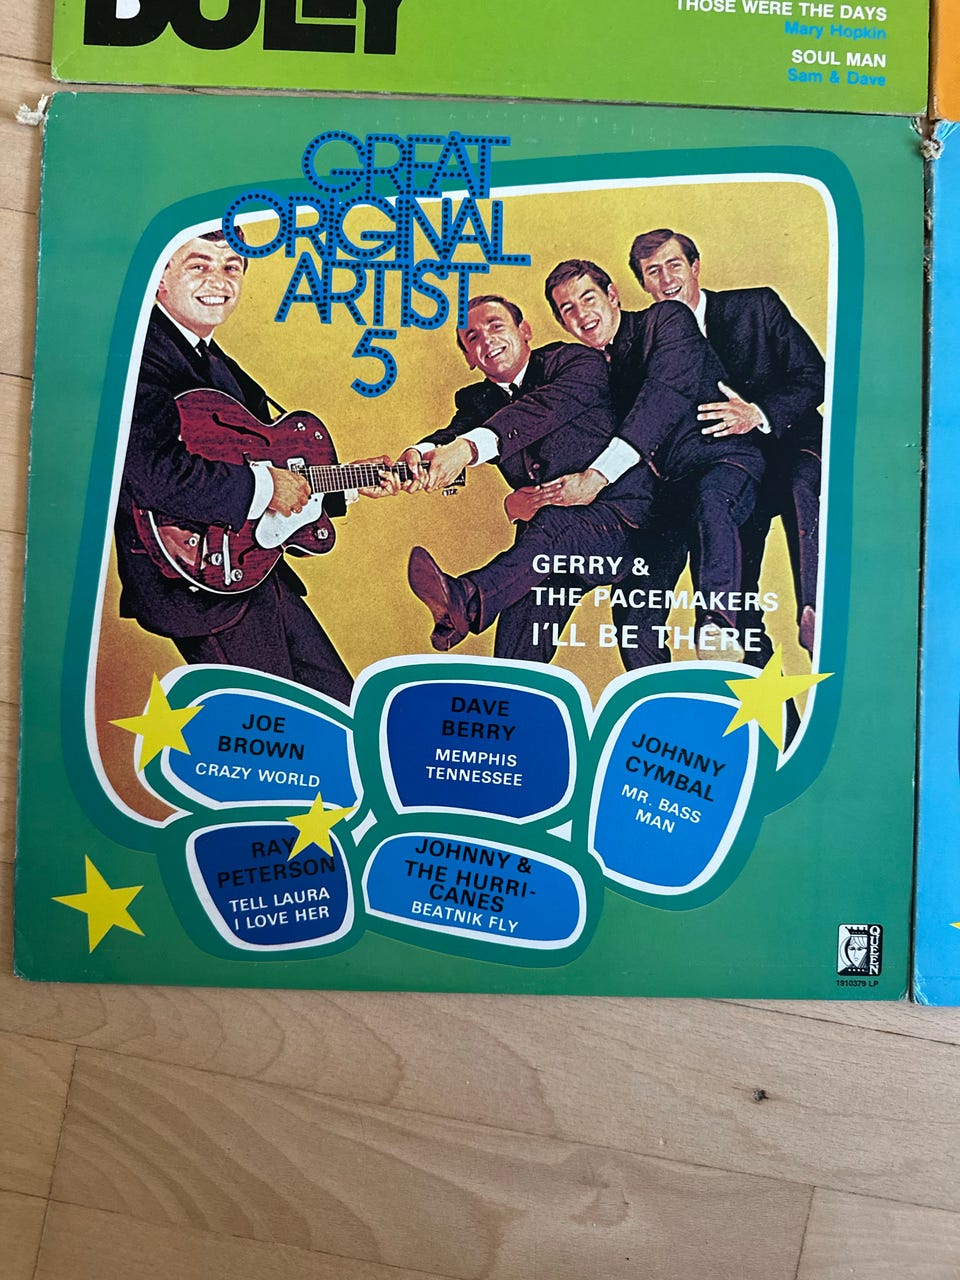 THOSE WERE THE DAYS
Mary Hopkin
SOUL MAN
Sam & Dave
GREAT
ORIGINAL
ARTIST
5
GERRY &
THE PACEMAKERS
I'LL BE THERE
JOE
BROWN
CRAZY WORLD
DAVE
BERRY
MEMPHIS
TENNESSEE
JOHNNY
CYMBAL
MR. BASS
MAN
RAY
PETERSON
TELL LAURA
I LOVE HER
JOHNNY &
THE HURRI-
CANES
BEATNIK FLY
QUEEN
1910379 LP